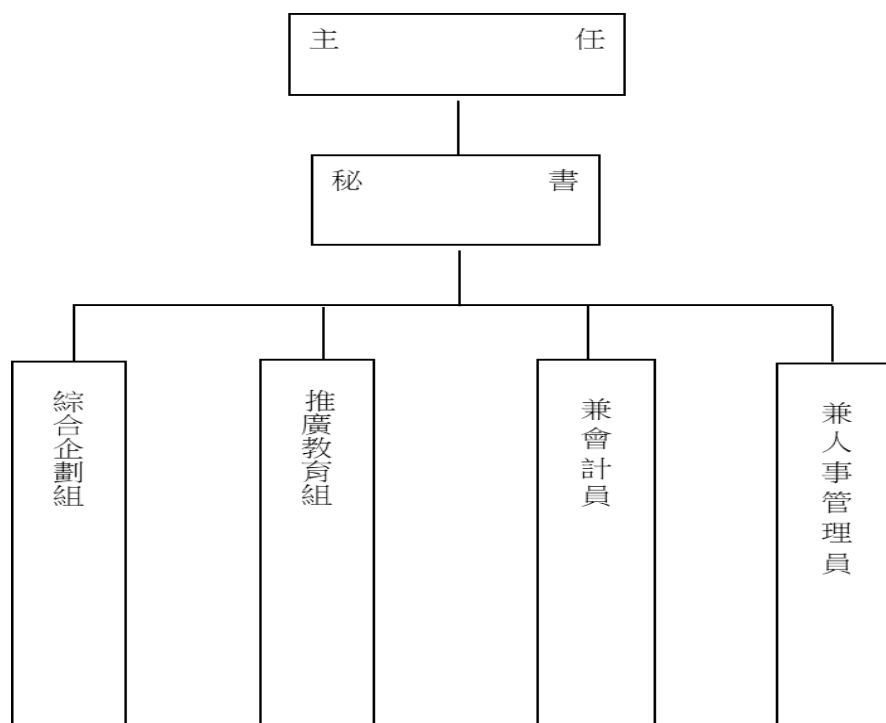 主任
秘書
綜合企劃組
推廣教育組
兼會計員
兼人事管理員